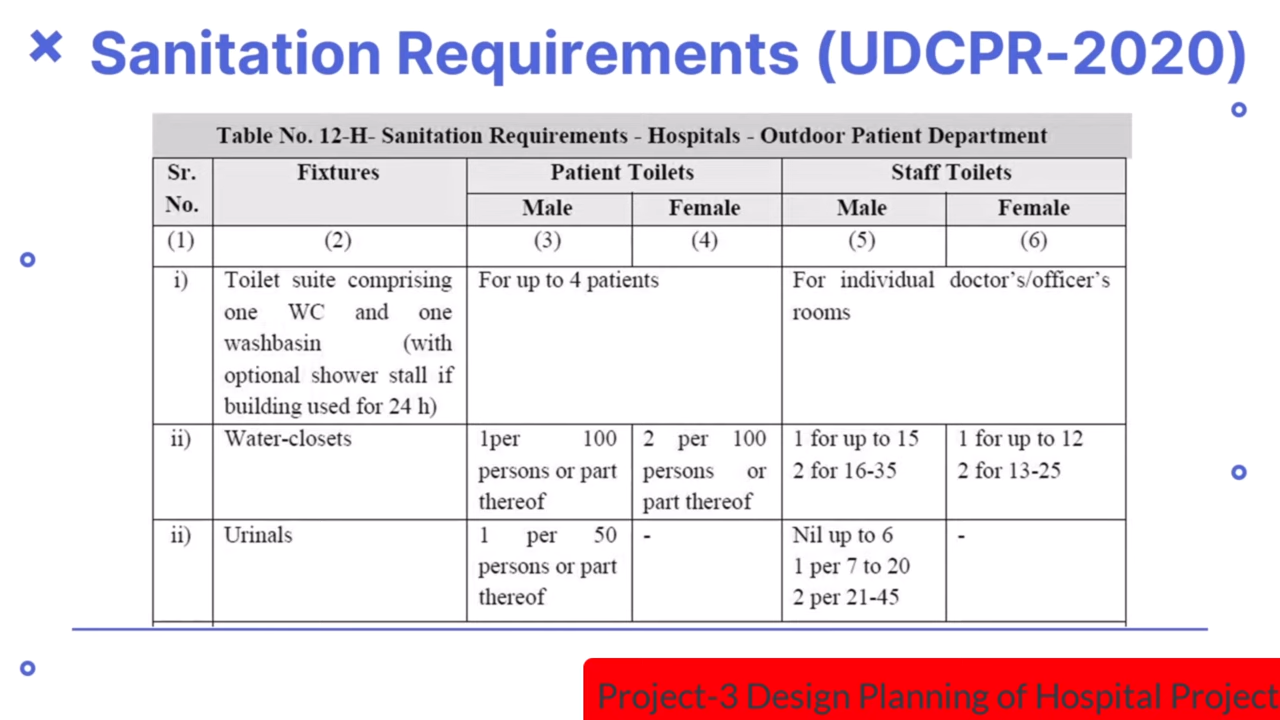 Sanitation Requirements (UDCPR-2020)
Table No. 12-H- Sanitation Requirements - Hospitals - Outdoor Patient Department
Sr. No.
Fixtures
Patient Toilets
Staff Toilets
Male
Female
Male
Female
(1)
(2)
(3)
(4)
(5)
(6)
i)
Toilet suite comprising
one WC and one
washbasin (with
optional shower stall if
building used for 24 h)
For up to 4 patients
For individual doctor's/officer's
rooms
ii)
Water-closets
1per 100
persons or part
thereof
2 per 100
persons or
part thereof
1 for up to 15
2 for 16-35
1 for up to 12
2 for 13-25
ii)
Urinals
1 per 50
persons or part
thereof
-
Nil up to 6
1 per 7 to 20
2 per 21-45
-
Project-3 Design Planning of Hospital Project